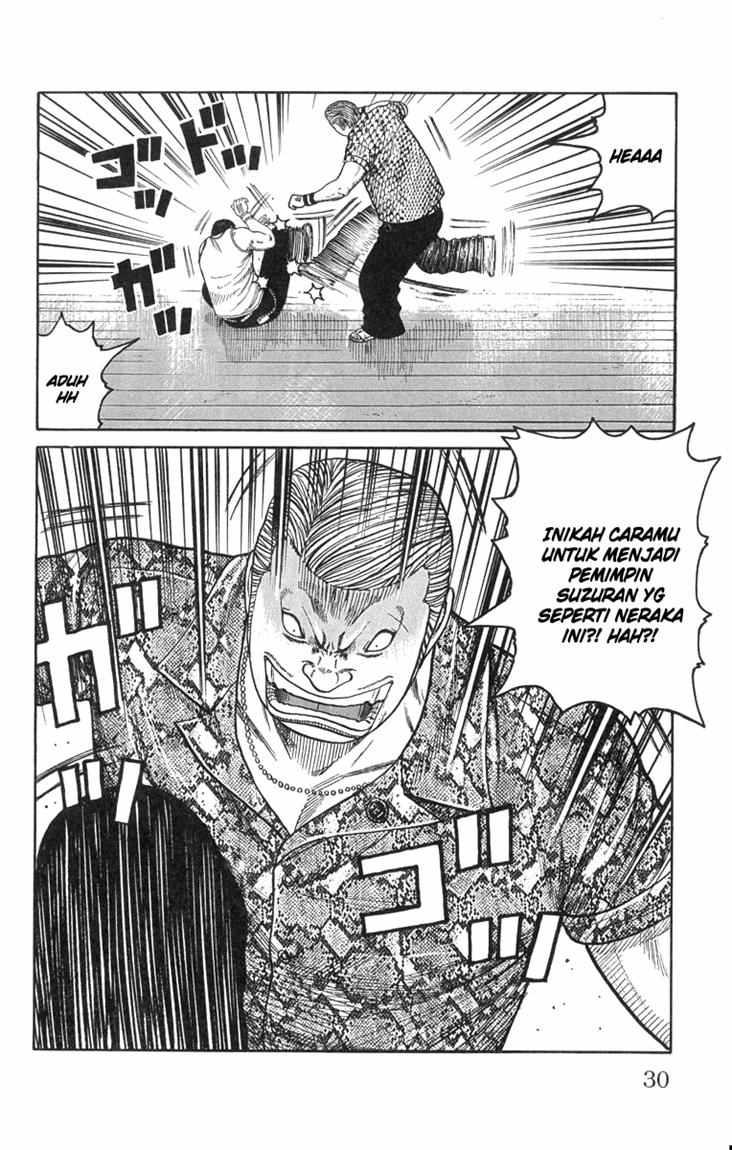 HEAAA
ドゴッ
ゴッ
ガッ
ADUH
HH
INIKAH CARAMU
UNTUK MENJADI
PEMIMPIN
SUZURAN YG
SEPERTI NERAKA
INI?! HAH?!
ガッ
ゴッ
30